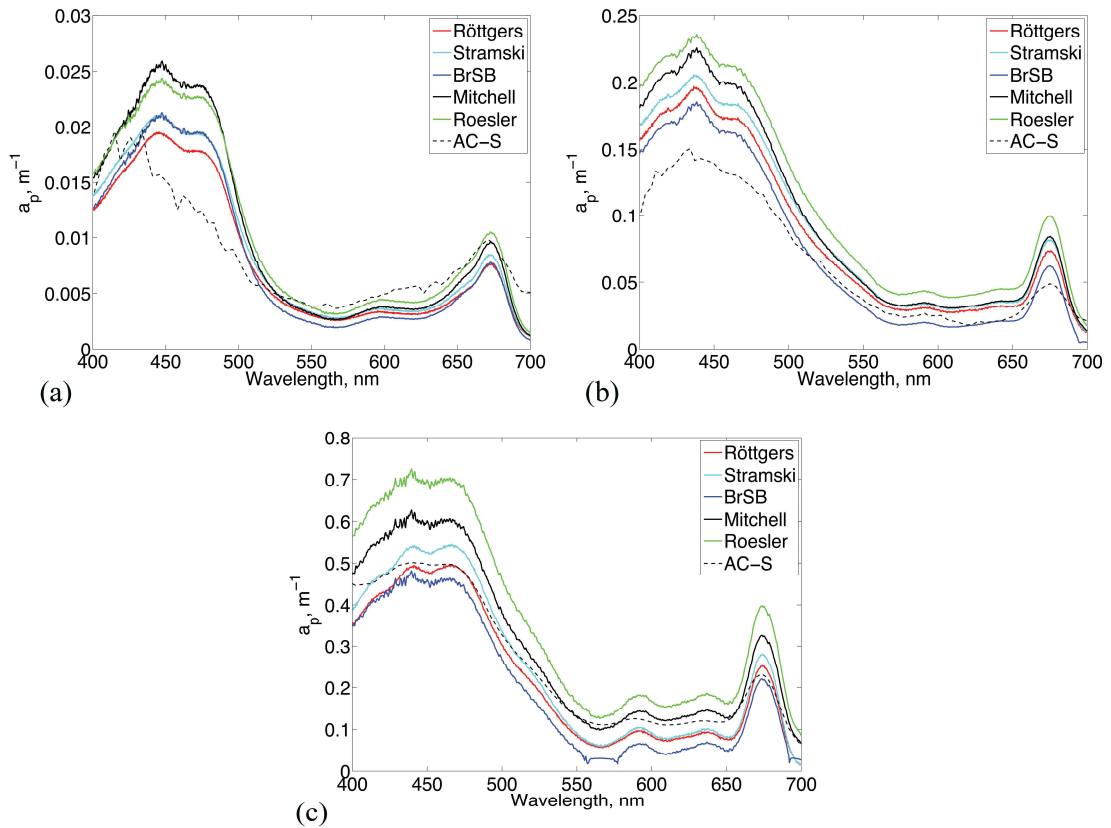 0.03
0.025
0.02
0.015
0.01
0.005
0
400
450
500
550
600
650
700
Wavelength, nm
a_p, m⁻¹
Röttgers
Stramski
BrSB
Mitchell
Roesler
AC−S
(a)
0.25
0.2
0.15
0.1
0.05
0
400
450
500
550
600
650
700
Wavelength, nm
a_p, m⁻¹
Röttgers
Stramski
BrSB
Mitchell
Roesler
AC−S
(b)
0.8
0.7
0.6
0.5
0.4
0.3
0.2
0.1
0
400
450
500
550
600
650
700
Wavelength, nm
a_p, m⁻¹
Röttgers
Stramski
BrSB
Mitchell
Roesler
AC−S
(c)